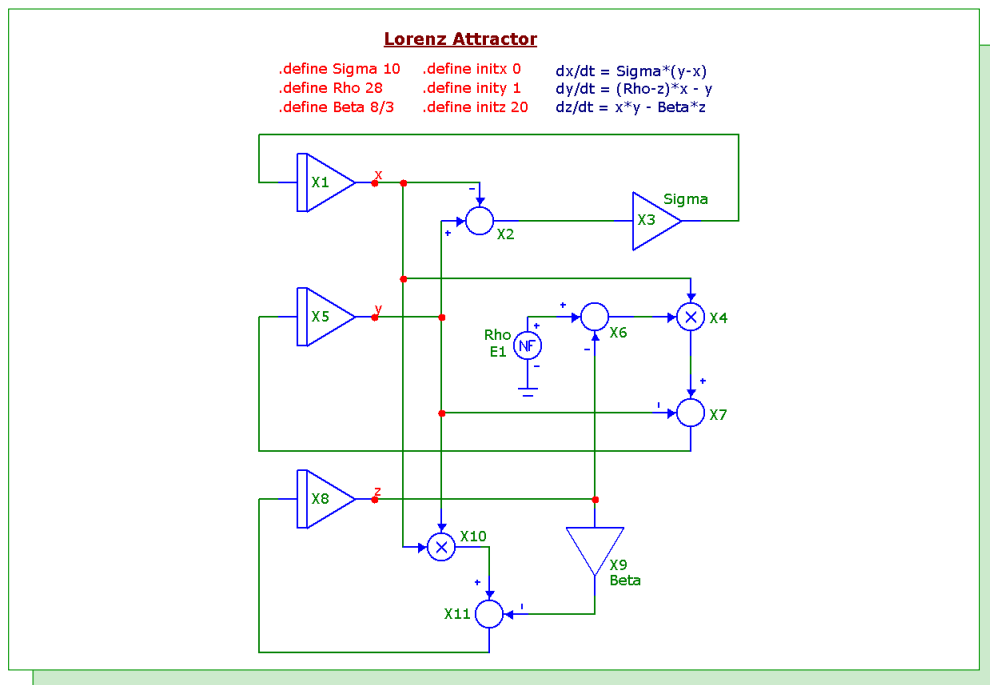 Lorenz Attractor
.define Sigma 10 .define initx 0 dx/dt = Sigma*(y-x)
.define Rho 28 .define inity 1 dy/dt = (Rho-z)*x - y
.define Beta 8/3 .define initz 20 dz/dt = x*y - Beta*z
X1 x
-
+
X2
X3
Sigma
X5 y
Rho
E1
NF
+
-
+
-
X6
×
X4
+
-
X7
X8 z
×
X10
X9
Beta
+
-
X11